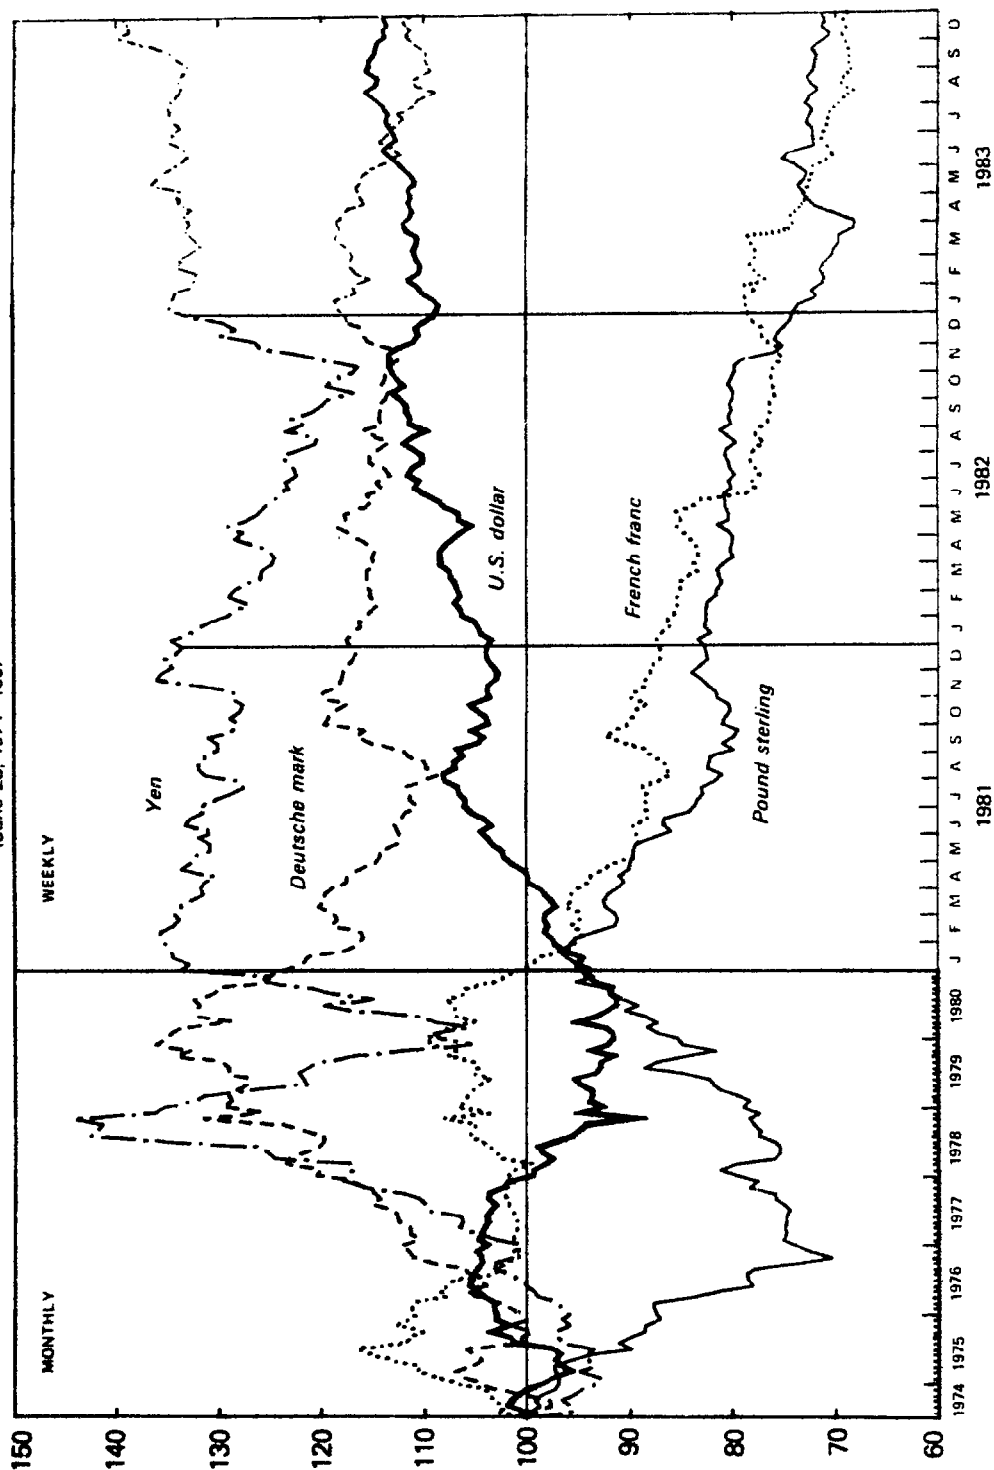 MONTHLY
WEEKLY
150
140
130
120
110
100
90
80
70
60
Yen
Deutsche mark
U.S. dollar
French franc
Pound sterling
1974 1975 1976 1977 1978 1979 1980 J F M A M J J A S O N D J F M A M J J A S O N D J F M A M J J A S O
1981 1982 1983